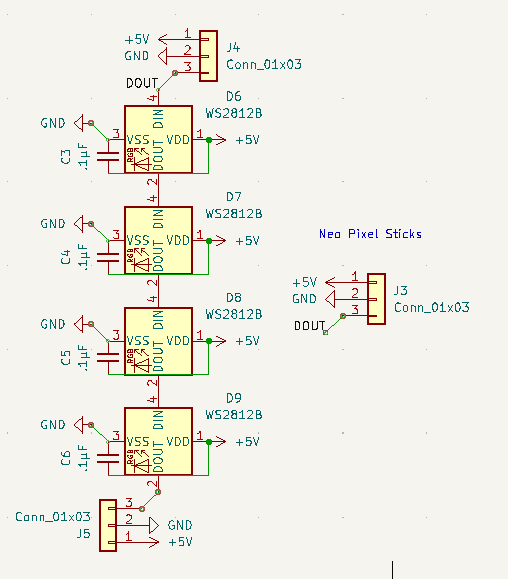 +5V 1 J4
GND 2 Conn_01x03
3
DOUT
4 D6
DIN WS2812B
GND 3 VSS VDD 1 +5V
C3 .1µF RGB DOUT
2
4 D7
DIN WS2812B
GND 3 VSS VDD 1 +5V
C4 .1µF RGB DOUT
2
4 D8
DIN WS2812B
GND 3 VSS VDD 1 +5V
C5 .1µF RGB DOUT
2
4 D9
DIN WS2812B
GND 3 VSS VDD 1 +5V
C6 .1µF RGB DOUT
2
Conn_01x03 3
J5 2 GND
1 +5V
Neo Pixel Sticks
+5V 1 J3
GND 2 Conn_01x03
3
DOUT